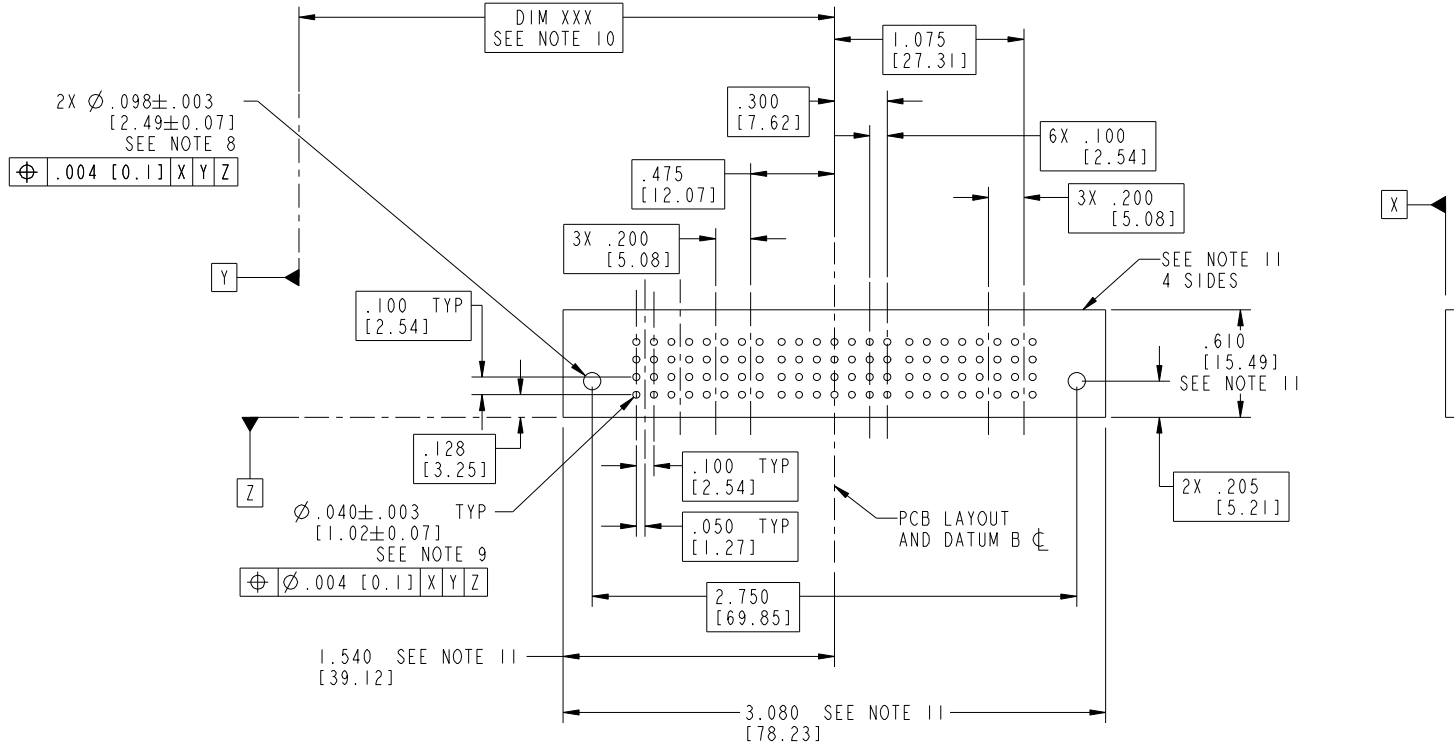 DIM XXX
SEE NOTE 10
1.075
[27.31]
2X Ø .098±.003
[2.49±0.07]
SEE NOTE 8
⌖ .004 [0.1] X Y Z
.300
[7.62]
6X .100
[2.54]
.475
[12.07]
3X .200
[5.08]
X
3X .200
[5.08]
Y
SEE NOTE 11
4 SIDES
.100 TYP
[2.54]
.610
[15.49]
SEE NOTE 11
.128
[3.25]
.100 TYP
[2.54]
2X .205
[5.21]
Z
Ø .040±.003 TYP
[1.02±0.07]
SEE NOTE 9
⌖ Ø .004 [0.1] X Y Z
.050 TYP
[1.27]
PCB LAYOUT
AND DATUM B ℄
2.750
[69.85]
1.540 SEE NOTE 11
[39.12]
3.080 SEE NOTE 11
[78.23]